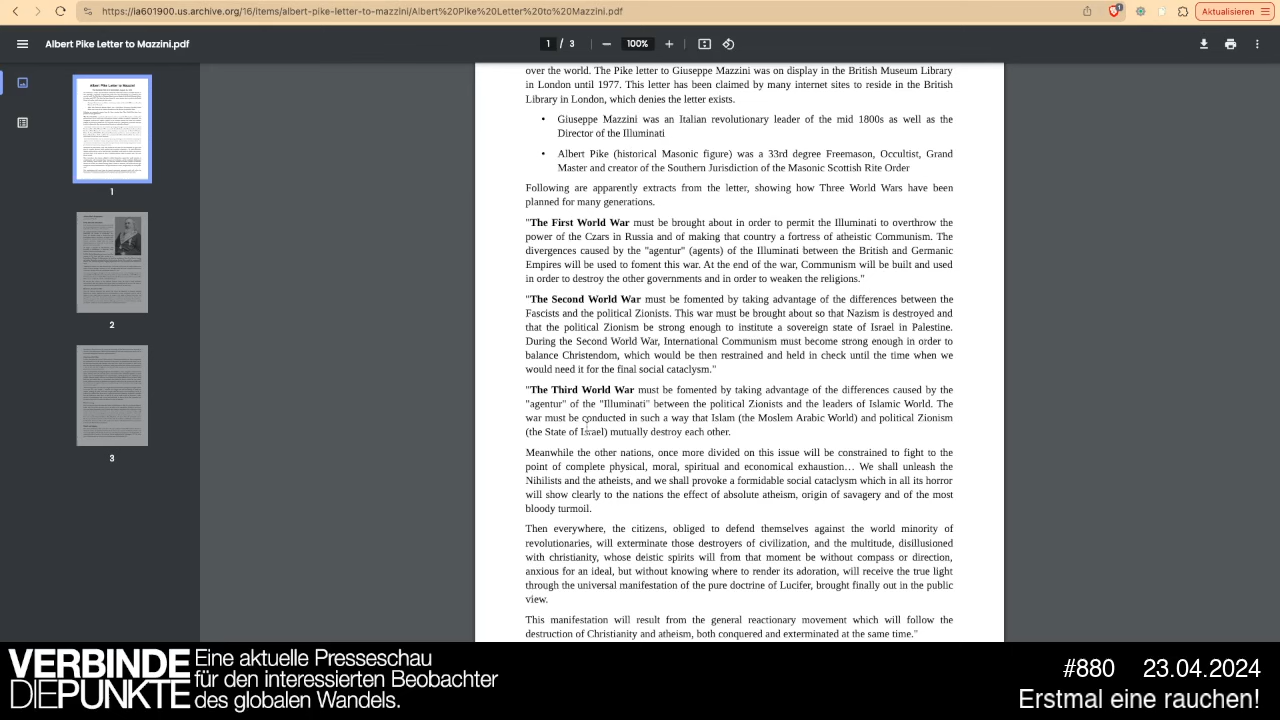 https://ia601900.us.archive.org/16/items/albert-pike-letter-to-mazzini/Albert%20Pike%20Letter%20to%20Mazzini.pdf
Aktualisieren
Albert Pike Letter to Mazzini.pdf
1 / 3
100%
over the world. The Pike letter to Giuseppe Mazzini was on display in the British Museum Library
in London until 1977. This letter has been claimed by many internet sites to reside in the British
Library in London, which denies the letter exists.
• Giuseppe Mazzini was an Italian revolutionary leader of the mid 1800s as well as the
Director of the Illuminati
• Albert Pike (historical Masonic figure) was a 33rd degree Freemason, Occultist, Grand
Master and creator of the Southern Jurisdiction of the Masonic Scottish Rite Order
Following are apparently extracts from the letter, showing how Three World Wars have been
planned for many generations.
"The First World War must be brought about in order to permit the Illuminati to overthrow the
power of the Czars in Russia and of making that country a fortress of atheistic Communism. The
divergences caused by the "agentur" (agents) of the Illuminati between the British and Germanic
Empires will be used to foment this war. At the end of the war, Communism will be built and used
in order to destroy the other governments and in order to weaken the religions."
"The Second World War must be fomented by taking advantage of the differences between the
Fascists and the political Zionists. This war must be brought about so that Nazism is destroyed and
that the political Zionism be strong enough to institute a sovereign state of Israel in Palestine.
During the Second World War, International Communism must become strong enough in order to
balance Christendom, which would be then restrained and held in check until the time when we
would need it for the final social cataclysm."
"The Third World War must be fomented by taking advantage of the differences caused by the
"agentur" of the "Illuminati" between the political Zionists and the leaders of Islamic World. The
war must be conducted in such a way that Islam (the Moslem Arabic World) and political Zionism
(the State of Israel) mutually destroy each other.
Meanwhile the other nations, once more divided on this issue will be constrained to fight to the
point of complete physical, moral, spiritual and economical exhaustion… We shall unleash the
Nihilists and the atheists, and we shall provoke a formidable social cataclysm which in all its horror
will show clearly to the nations the effect of absolute atheism, origin of savagery and of the most
bloody turmoil.
Then everywhere, the citizens, obliged to defend themselves against the world minority of
revolutionaries, will exterminate those destroyers of civilization, and the multitude, disillusioned
with christianity, whose deistic spirits will from that moment be without compass or direction,
anxious for an ideal, but without knowing where to render its adoration, will receive the true light
through the universal manifestation of the pure doctrine of Lucifer, brought finally out in the public
view.
This manifestation will result from the general reactionary movement which will follow the
destruction of Christianity and atheism, both conquered and exterminated at the same time."
1
2
3
VERBINDE
DIEPUNKTE
Eine aktuelle Presseschau
für den interessierten Beobachter
des globalen Wandels.
#880 23.04.2024
Erstmal eine rauchen!